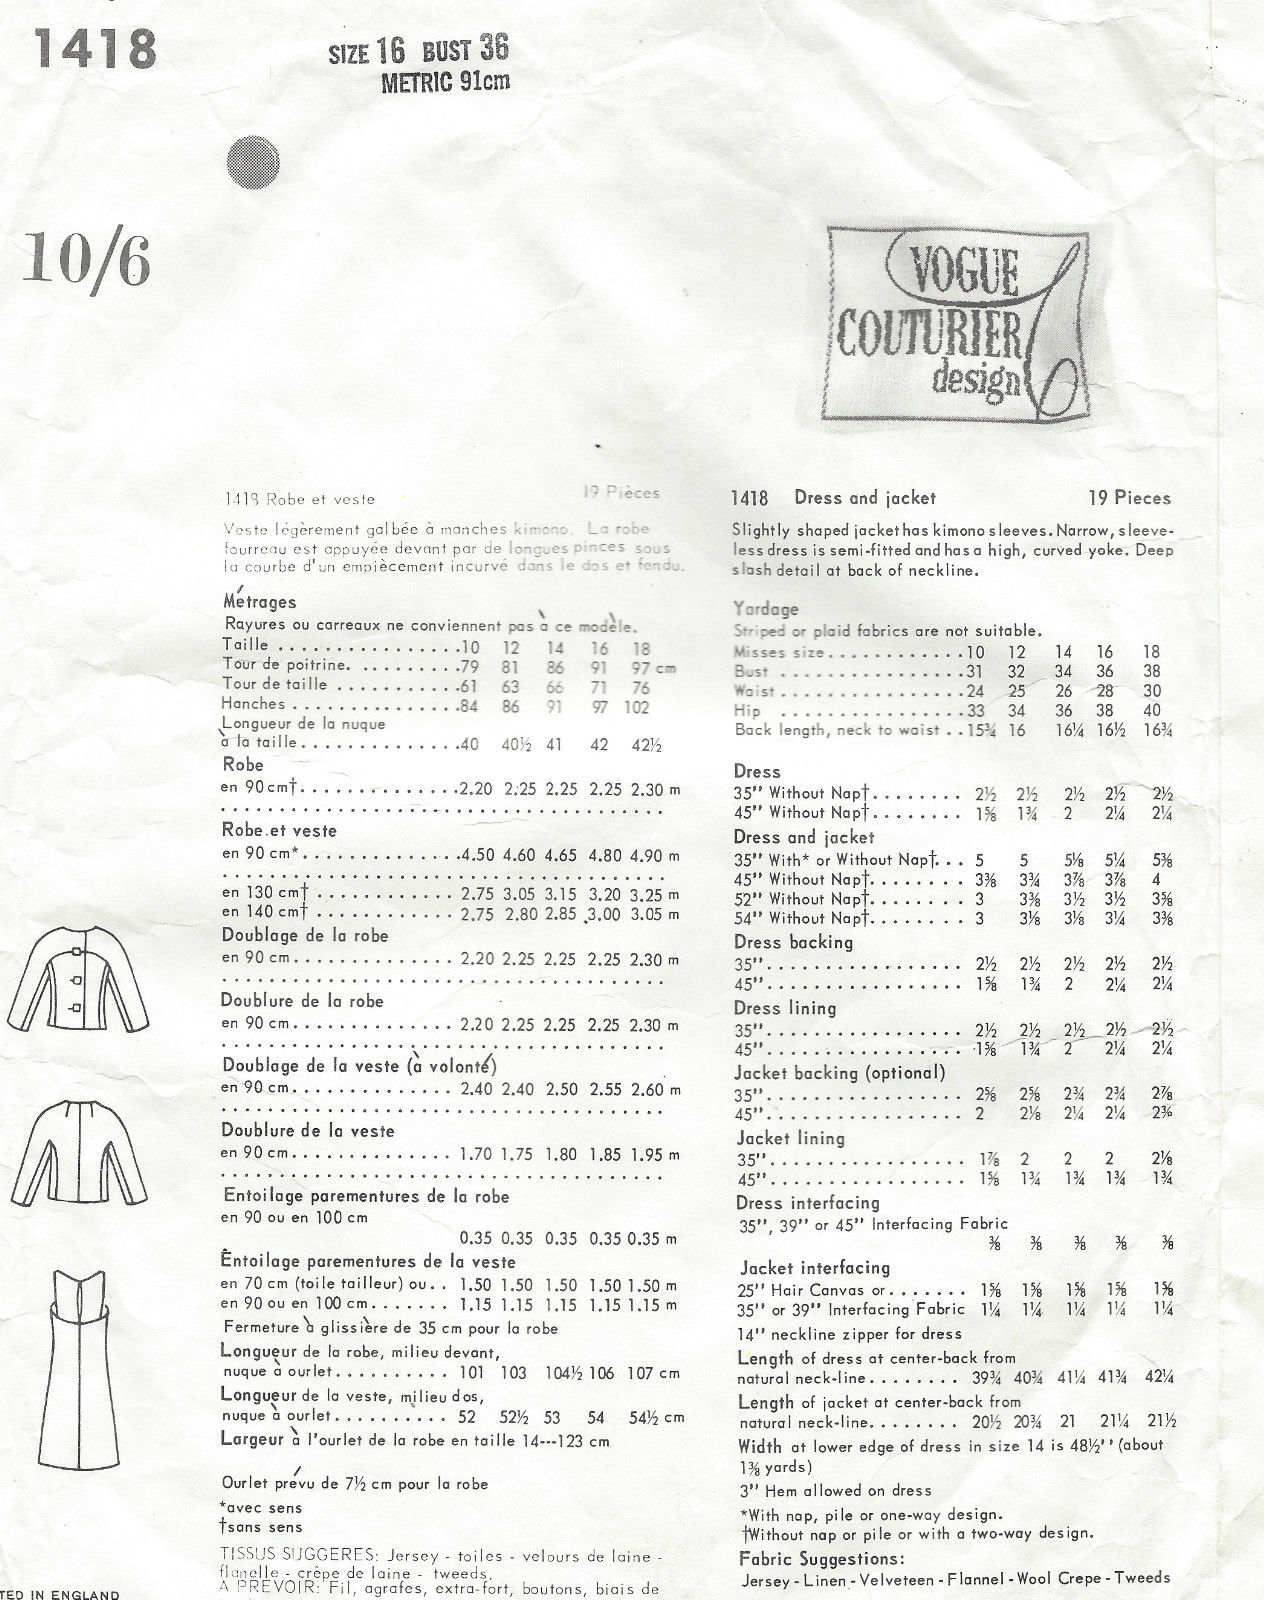 1418
SIZE 16 BUST 36
METRIC 91cm
10/6
VOGUE
COUTURIER
design
1418 Robe et veste 19 Pièces
Veste légèrement galbée à manches kimono. La robe
fourreau est appuyée devant par de longues pinces sous
la courbe d'un empiècement incurvé dans le dos et fendu.
Métrages
Rayures ou carreaux ne conviennent pas à ce modèle.
Taille ................10 12 14 16 18
Tour de poitrine. .........79 81 86 91 97 cm
Tour de taille ...........61 63 66 71 76
Hanches ...............84 86 91 97 102
Longueur de la nuque
à la taille..............40 40½ 41 42 42½
Robe
en 90cm†..............2.20 2.25 2.25 2.25 2.30 m
Robe et veste
en 90 cm*..............4.50 4.60 4.65 4.80 4.90 m
en 130 cm† ............ 2.75 3.05 3.15 3.20 3.25 m
en 140 cm† ............ 2.75 2.80 2.85 3.00 3.05 m
Doublage de la robe
en 90 cm.............. 2.20 2.25 2.25 2.25 2.30 m
Doublure de la robe
en 90 cm.............. 2.20 2.25 2.25 2.25 2.30 m
Doublage de la veste (à volonté)
en 90 cm.............. 2.40 2.40 2.50 2.55 2.60 m
Doublure de la veste
en 90 cm.............. 1.70 1.75 1.80 1.85 1.95 m
Entoilage parementures de la robe
en 90 ou en 100 cm
0.35 0.35 0.35 0.35 0.35 m
Entoilage parementures de la veste
en 70 cm (toile tailleur) ou.. 1.50 1.50 1.50 1.50 1.50 m
en 90 ou en 100 cm....... 1.15 1.15 1.15 1.15 1.15 m
Fermeture à glissière de 35 cm pour la robe
Longueur de la robe, milieu devant,
nuque à ourlet.......... 101 103 104½ 106 107 cm
Longueur de la veste, milieu dos,
nuque à ourlet.......... 52 52½ 53 54 54½ cm
Largeur à l'ourlet de la robe en taille 14---123 cm
Ourlet prévu de 7½ cm pour la robe
*avec sens
†sans sens
TISSUS SUGGERES: Jersey - toiles - velours de laine -
flanelle - crêpe de laine - tweeds.
A PREVOIR: Fil, agrafes, extra-fort, boutons, biais de
TED IN ENGLAND
1418 Dress and jacket 19 Pieces
Slightly shaped jacket has kimono sleeves. Narrow, sleeve-
less dress is semi-fitted and has a high, curved yoke. Deep
slash detail at back of neckline.
Yardage
Striped or plaid fabrics are not suitable.
Misses size............10 12 14 16 18
Bust ................31 32 34 36 38
Waist ................24 25 26 28 30
Hip ................33 34 36 38 40
Back length, neck to waist ..15¾ 16 16¼ 16½ 16¾
Dress
35" Without Nap†........ 2½ 2½ 2½ 2½ 2½
45" Without Nap†........ 1⅝ 1¾ 2 2¼ 2¼
Dress and jacket
35" With* or Without Nap†... 5 5 5⅛ 5¼ 5⅜
45" Without Nap†........ 3⅜ 3¾ 3⅞ 3⅞ 4
52" Without Nap†........ 3 3⅜ 3½ 3½ 3⅝
54" Without Nap†........ 3 3⅛ 3⅛ 3¼ 3⅜
Dress backing
35"................. 2½ 2½ 2½ 2½ 2½
45"................. 1⅝ 1¾ 2 2¼ 2¼
Dress lining
35"................. 2½ 2½ 2½ 2½ 2½
45"................. 1⅝ 1¾ 2 2¼ 2¼
Jacket backing (optional)
35"................. 2⅝ 2⅝ 2¾ 2¾ 2⅞
45"................. 2 2⅛ 2¼ 2¼ 2⅜
Jacket lining
35"................. 1⅞ 2 2 2 2⅛
45"................. 1⅝ 1¾ 1¾ 1¾ 1¾
Dress interfacing
35", 39" or 45" Interfacing Fabric
⅜ ⅜ ⅜ ⅜ ⅜
Jacket interfacing
25" Hair Canvas or....... 1⅝ 1⅝ 1⅝ 1⅝ 1⅝
35" or 39" Interfacing Fabric 1¼ 1¼ 1¼ 1¼ 1¼
14" neckline zipper for dress
Length of dress at center-back from
natural neck-line........ 39¾ 40¾ 41¼ 41¾ 42¼
Length of jacket at center-back from
natural neck-line........ 20½ 20¾ 21 21¼ 21½
Width at lower edge of dress in size 14 is 48½'' (about
1⅜ yards)
3" Hem allowed on dress
*With nap, pile or one-way design.
†Without nap or pile or with a two-way design.
Fabric Suggestions:
Jersey - Linen - Velveteen - Flannel - Wool Crepe - Tweeds